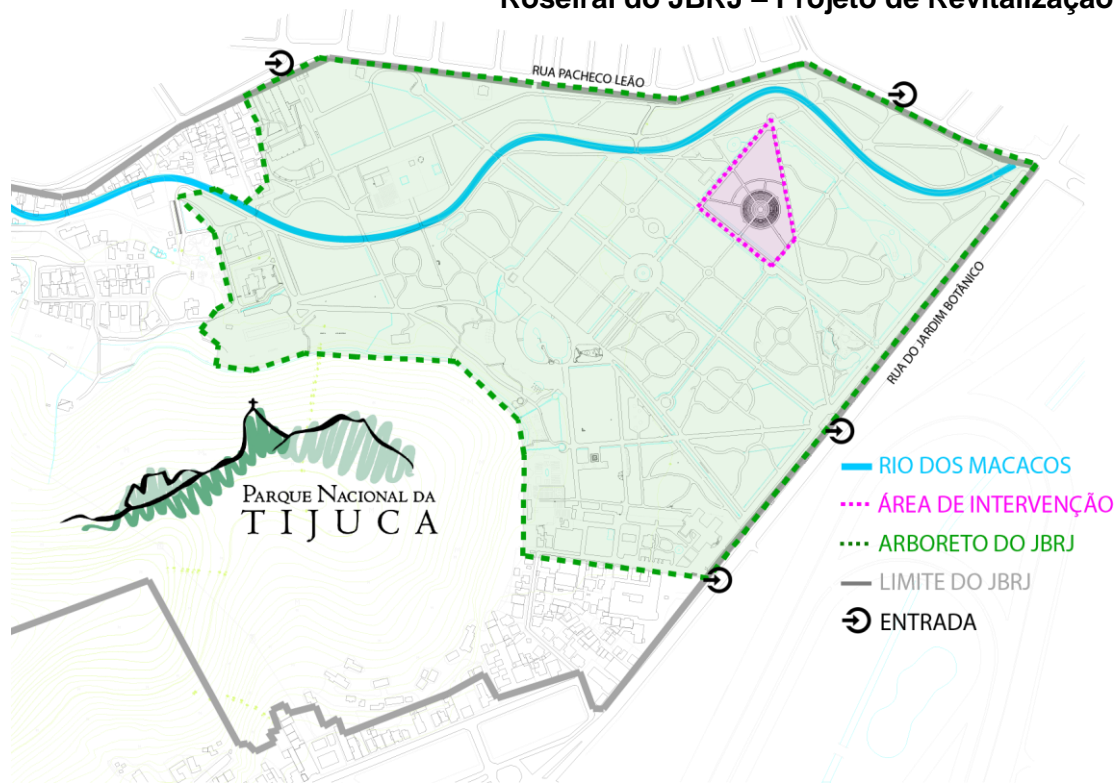 Roseiral do JBRJ – Projeto de Revitalização
RUA PACHECO LEÃO
RUA DO JARDIM BOTÂNICO
PARQUE NACIONAL DA
TIJUCA
RIO DOS MACACOS
ÁREA DE INTERVENÇÃO
ARBORETO DO JBRJ
LIMITE DO JBRJ
ENTRADA